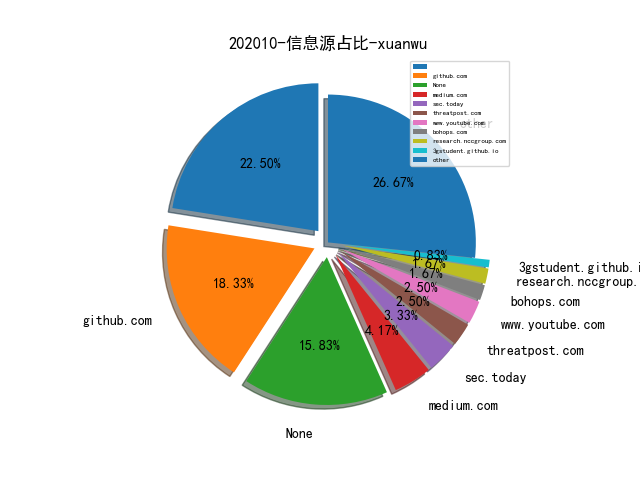 202010-信息源占比-xuanwu
github.com
None
medium.com
sec.today
threatpost.com
www.youtube.com
bohops.com
research.nccgroup.com
3gstudent.github.io
other
other
22.50%
26.67%
18.33%
15.83%
4.17%
3.33%
2.50%
2.50%
1.67%
1.67%
0.83%
3gstudent.github.i
research.nccgroup.
bohops.com
www.youtube.com
threatpost.com
sec.today
medium.com
github.com
None